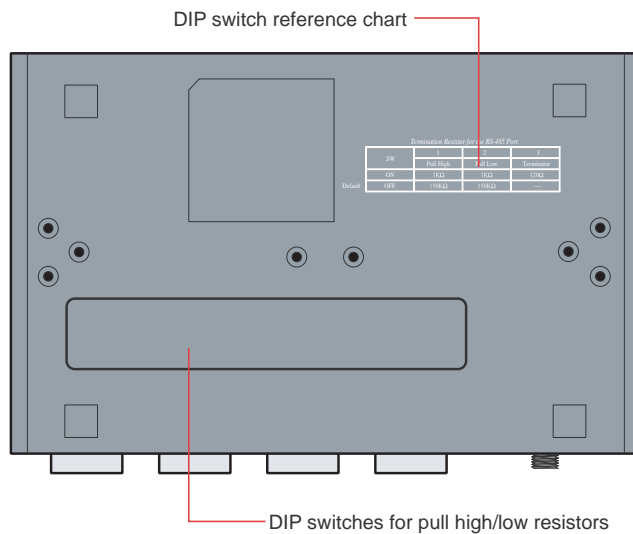 DIP switch reference chart
Termination Resistor for the RS-485 Port
SW 1 2 3
Pull High Pull Low Terminator
ON 1KΩ 1KΩ 120Ω
Default OFF 150KΩ 150KΩ ----
DIP switches for pull high/low resistors